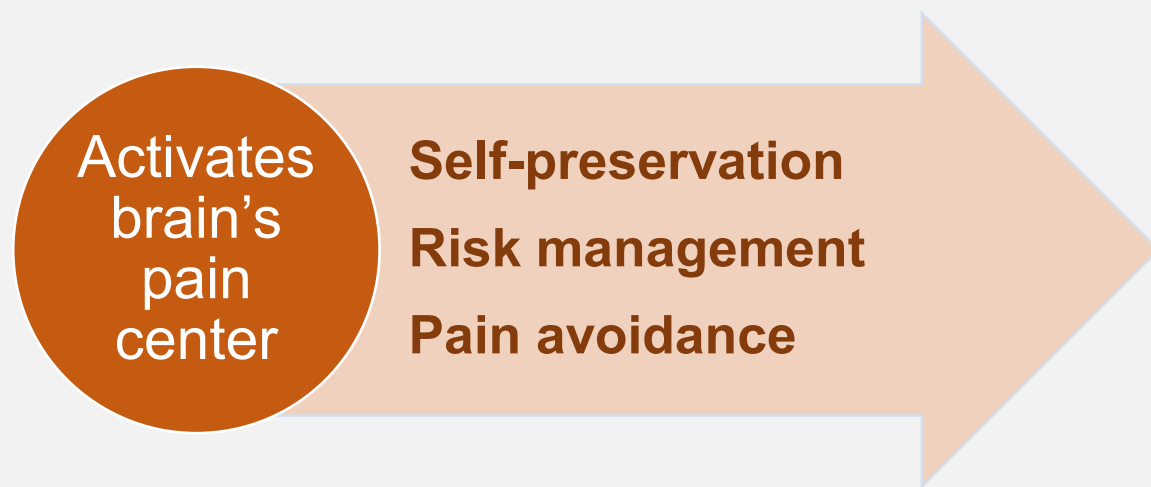 Activates
brain’s
pain
center
Self-preservation
Risk management
Pain avoidance